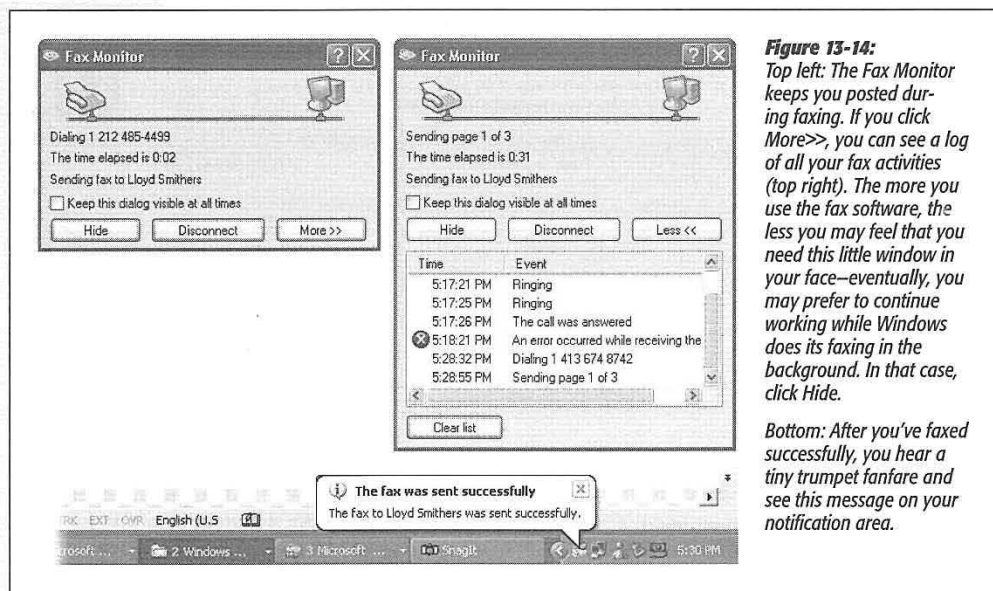 Fax Monitor
Dialing 1 212 485-4499
The time elapsed is 0:02
Sending fax to Lloyd Smithers
Keep this dialog visible at all times
Hide
Disconnect
More >>
Fax Monitor
Sending page 1 of 3
The time elapsed is 0:31
Sending fax to Lloyd Smithers
Keep this dialog visible at all times
Hide
Disconnect
Less <<
Time Event
5:17:21 PM Ringing
5:17:25 PM Ringing
5:17:26 PM The call was answered
5:18:21 PM An error occurred while receiving the
5:28:32 PM Dialing 1 413 674 8742
5:28:55 PM Sending page 1 of 3
Clear list
The fax was sent successfully
The fax to Lloyd Smithers was sent successfully.
RK EXT OVR English (U.S
crosoft ... 2 Windows ... 3 Microsoft ... SnagIt 5:30 PM
Figure 13-14:
Top left: The Fax Monitor
keeps you posted dur-
ing faxing. If you click
More>>, you can see a log
of all your fax activities
(top right). The more you
use the fax software, the
less you may feel that you
need this little window in
your face—eventually, you
may prefer to continue
working while Windows
does its faxing in the
background. In that case,
click Hide.
Bottom: After you've faxed
successfully, you hear a
tiny trumpet fanfare and
see this message on your
notification area.